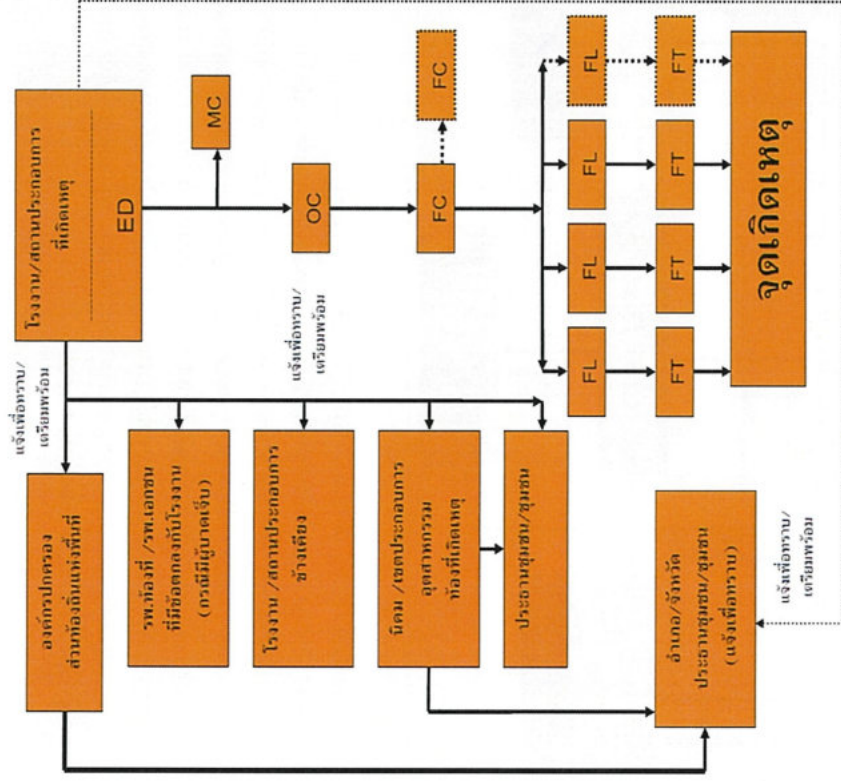 โรงงาน/สถานประกอบการ
ที่เกิดเหตุ
ED
MC
OC
FC
FC
FL
FL
FL
FL
FT
FT
FT
FT
จุดเกิดเหตุ
แจ้งเพื่อทราบ/
เตรียมพร้อม
แจ้งเพื่อทราบ/
เตรียมพร้อม
องค์กรปกครอง
ส่วนท้องถิ่นแห่งพื้นที่
รพ.ท้องที่ /รพ.เอกชน
ที่มีข้อตกลงกับโรงงาน
(กรณีมีผู้บาดเจ็บ)
โรงงาน /สถานประกอบการ
ข้างเคียง
นิคม /เขตประกอบการ
อุตสาหกรรม
ท้องที่เกิดเหตุ
ประธานชุมชน/ชุมชน
อำเภอ/จังหวัด
ประธานชุมชน/ชุมชน
(แจ้งเพื่อทราบ)
แจ้งเพื่อทราบ/
เตรียมพร้อม